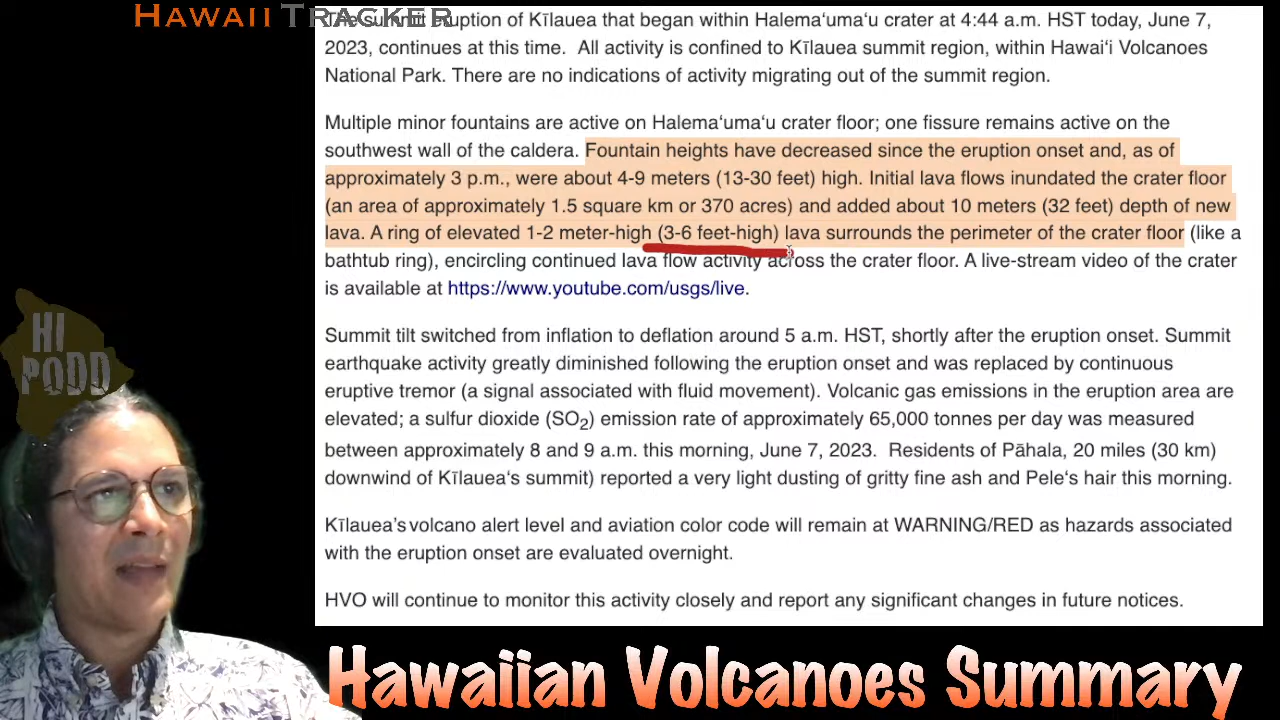 HAWAII TRACKER
The summit eruption of Kīlauea that began within Halemaʻumaʻu crater at 4:44 a.m. HST today, June 7,
2023, continues at this time.  All activity is confined to Kīlauea summit region, within Hawaiʻi Volcanoes
National Park. There are no indications of activity migrating out of the summit region.
Multiple minor fountains are active on Halemaʻumaʻu crater floor; one fissure remains active on the
southwest wall of the caldera. Fountain heights have decreased since the eruption onset and, as of
approximately 3 p.m., were about 4-9 meters (13-30 feet) high. Initial lava flows inundated the crater floor
(an area of approximately 1.5 square km or 370 acres) and added about 10 meters (32 feet) depth of new
lava. A ring of elevated 1-2 meter-high (3-6 feet-high) lava surrounds the perimeter of the crater floor (like a
bathtub ring), encircling continued lava flow activity across the crater floor. A live-stream video of the crater
is available at https://www.youtube.com/usgs/live.
Summit tilt switched from inflation to deflation around 5 a.m. HST, shortly after the eruption onset. Summit
earthquake activity greatly diminished following the eruption onset and was replaced by continuous
eruptive tremor (a signal associated with fluid movement). Volcanic gas emissions in the eruption area are
elevated; a sulfur dioxide (SO2) emission rate of approximately 65,000 tonnes per day was measured
between approximately 8 and 9 a.m. this morning, June 7, 2023.  Residents of Pāhala, 20 miles (30 km)
downwind of Kīlauea‘s summit) reported a very light dusting of gritty fine ash and Pele‘s hair this morning.
Kīlauea’s volcano alert level and aviation color code will remain at WARNING/RED as hazards associated
with the eruption onset are evaluated overnight.
HVO will continue to monitor this activity closely and report any significant changes in future notices.
HI
PODD
Hawaiian Volcanoes Summary